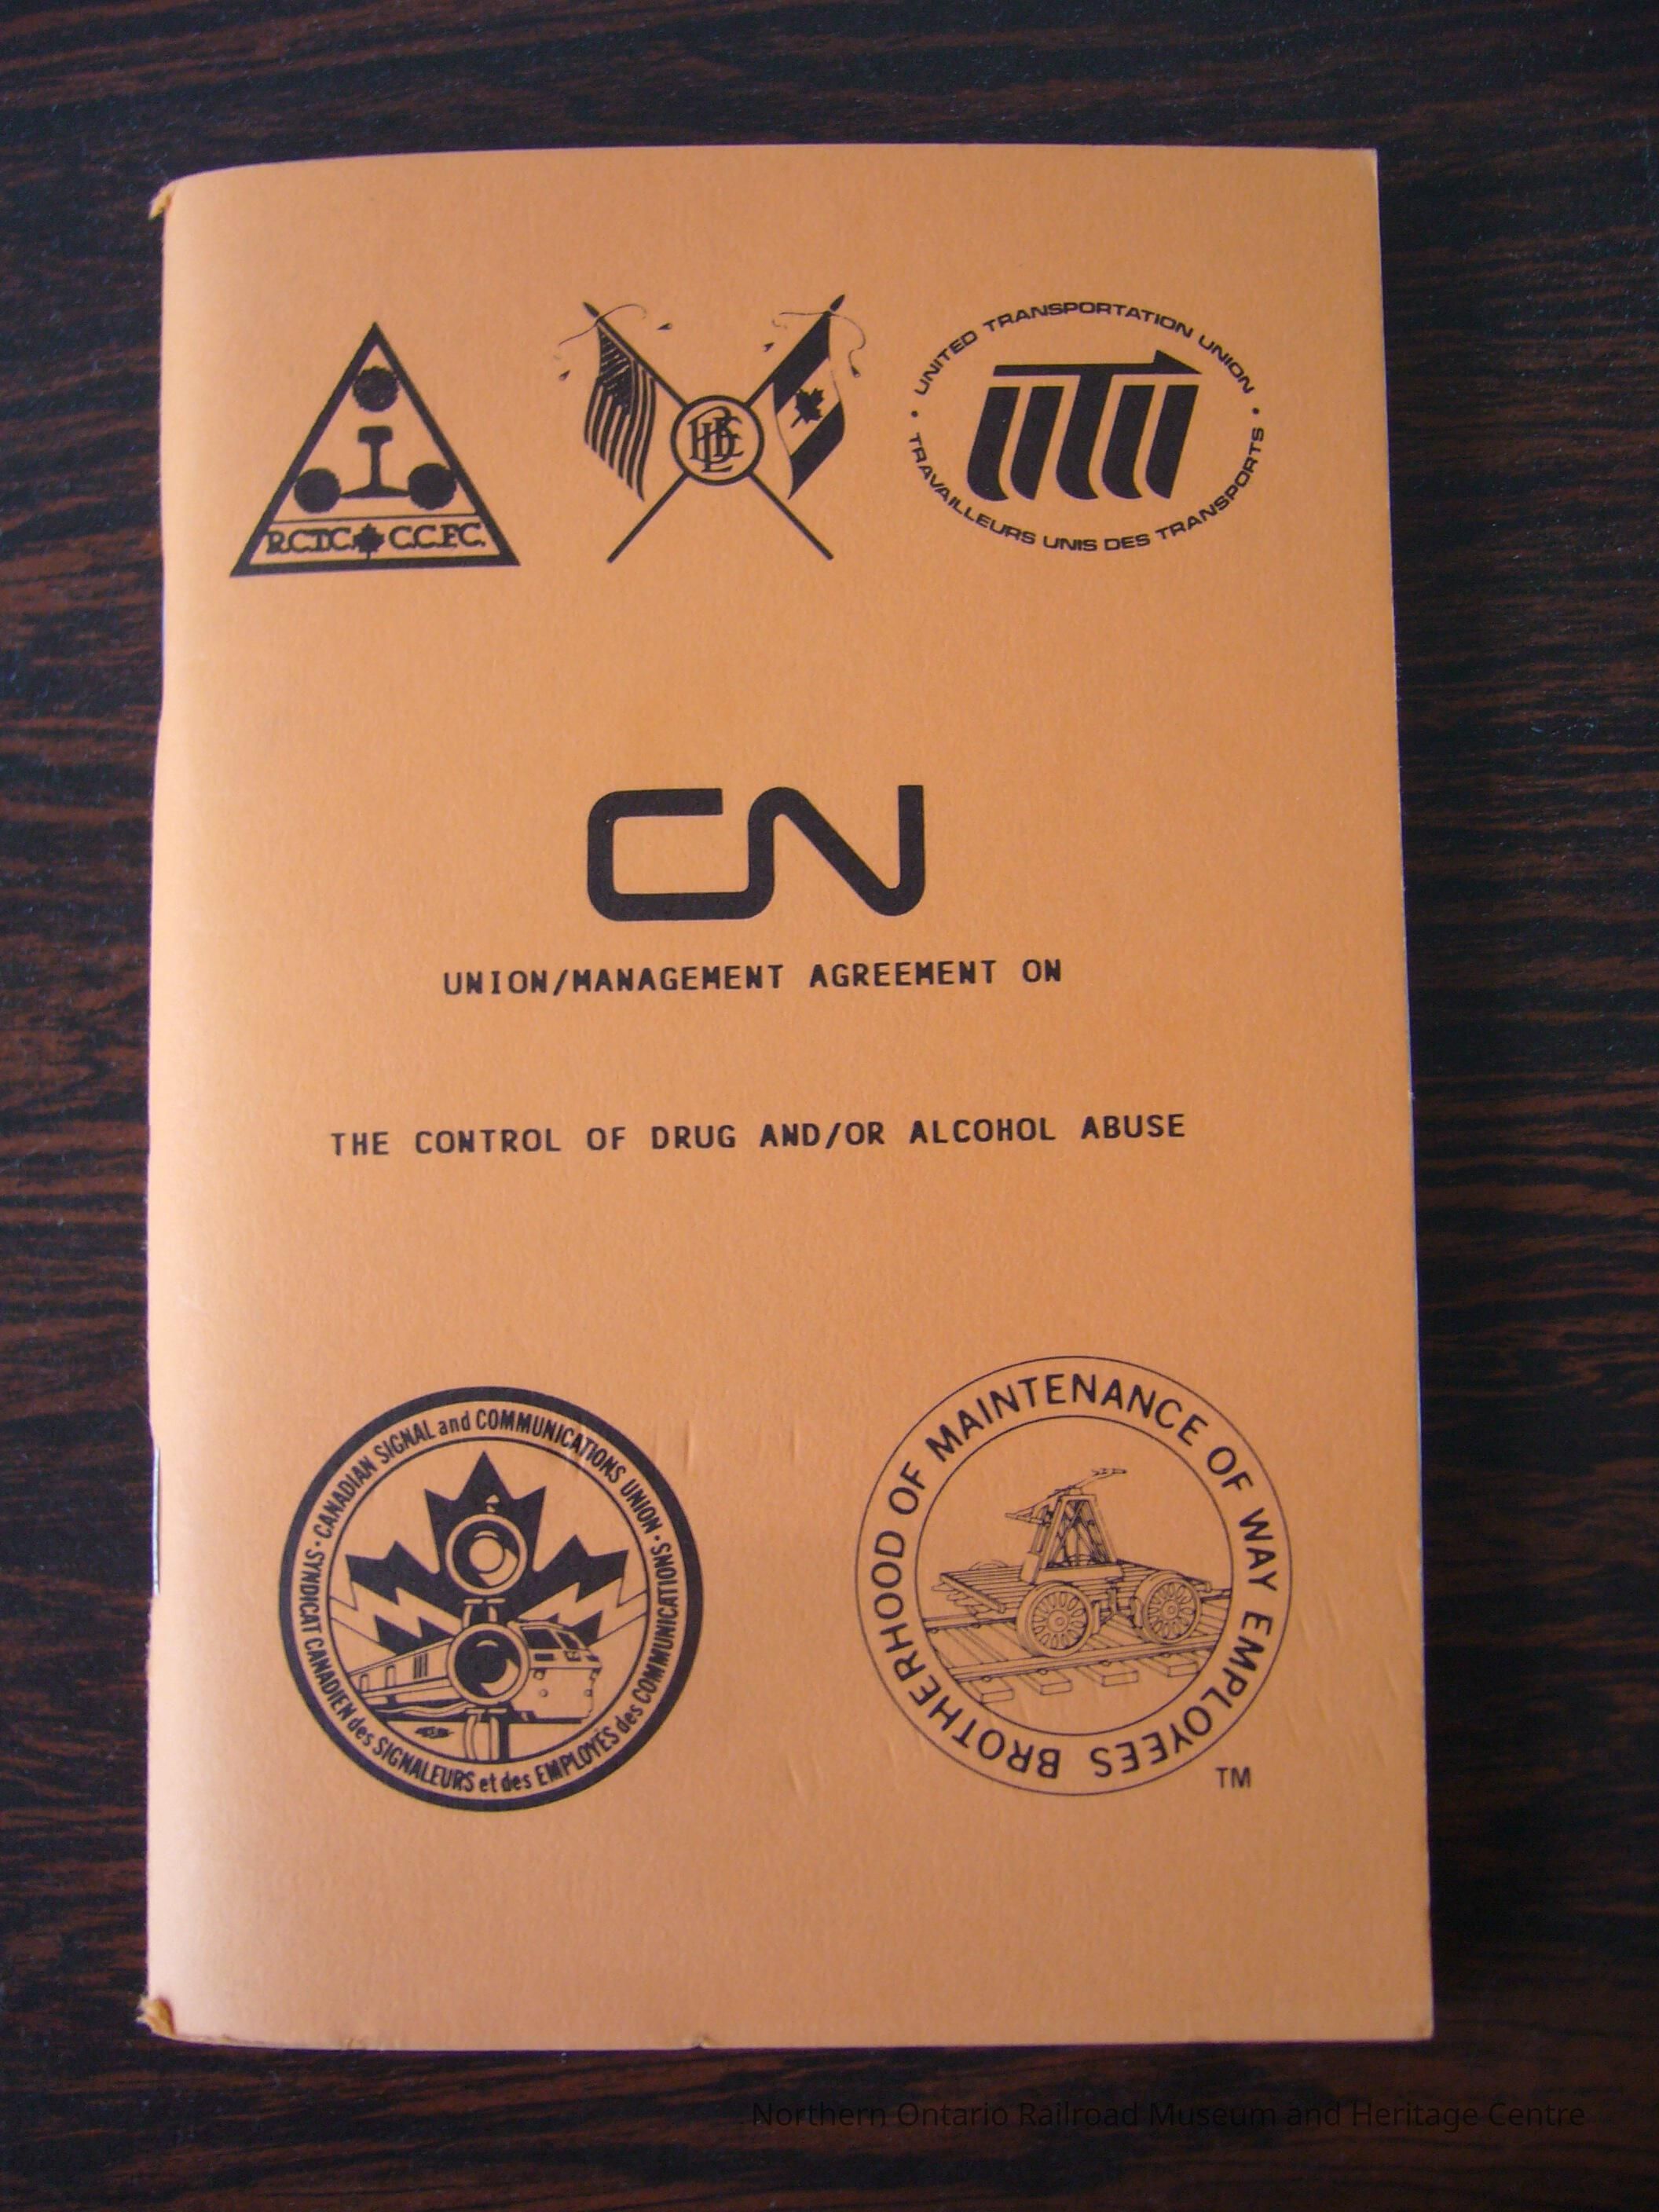 R.C.T.C. C.C.F.C.
BLE
UNITED TRANSPORTATION UNION
UTU
TRAVAILLEURS UNIS DES TRANSPORTS
CN
UNION/MANAGEMENT AGREEMENT ON
THE CONTROL OF DRUG AND/OR ALCOHOL ABUSE
CANADIAN SIGNAL and COMMUNICATIONS UNION
SYNDICAT CANADIEN des SIGNALEURS et des EMPLOYÉS des COMMUNICATIONS
BROTHERHOOD OF MAINTENANCE OF WAY EMPLOYEES
TM
Northern Ontario Railroad Museum and Heritage Centre